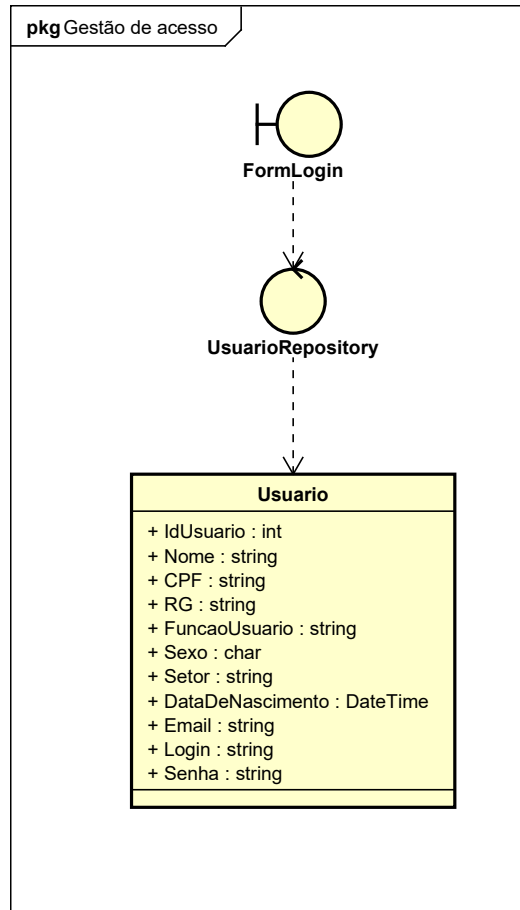 pkg Gestão de acesso
FormLogin
UsuarioRepository
Usuario
+ IdUsuario : int
+ Nome : string
+ CPF : string
+ RG : string
+ FuncaoUsuario : string
+ Sexo : char
+ Setor : string
+ DataDeNascimento : DateTime
+ Email : string
+ Login : string
+ Senha : string